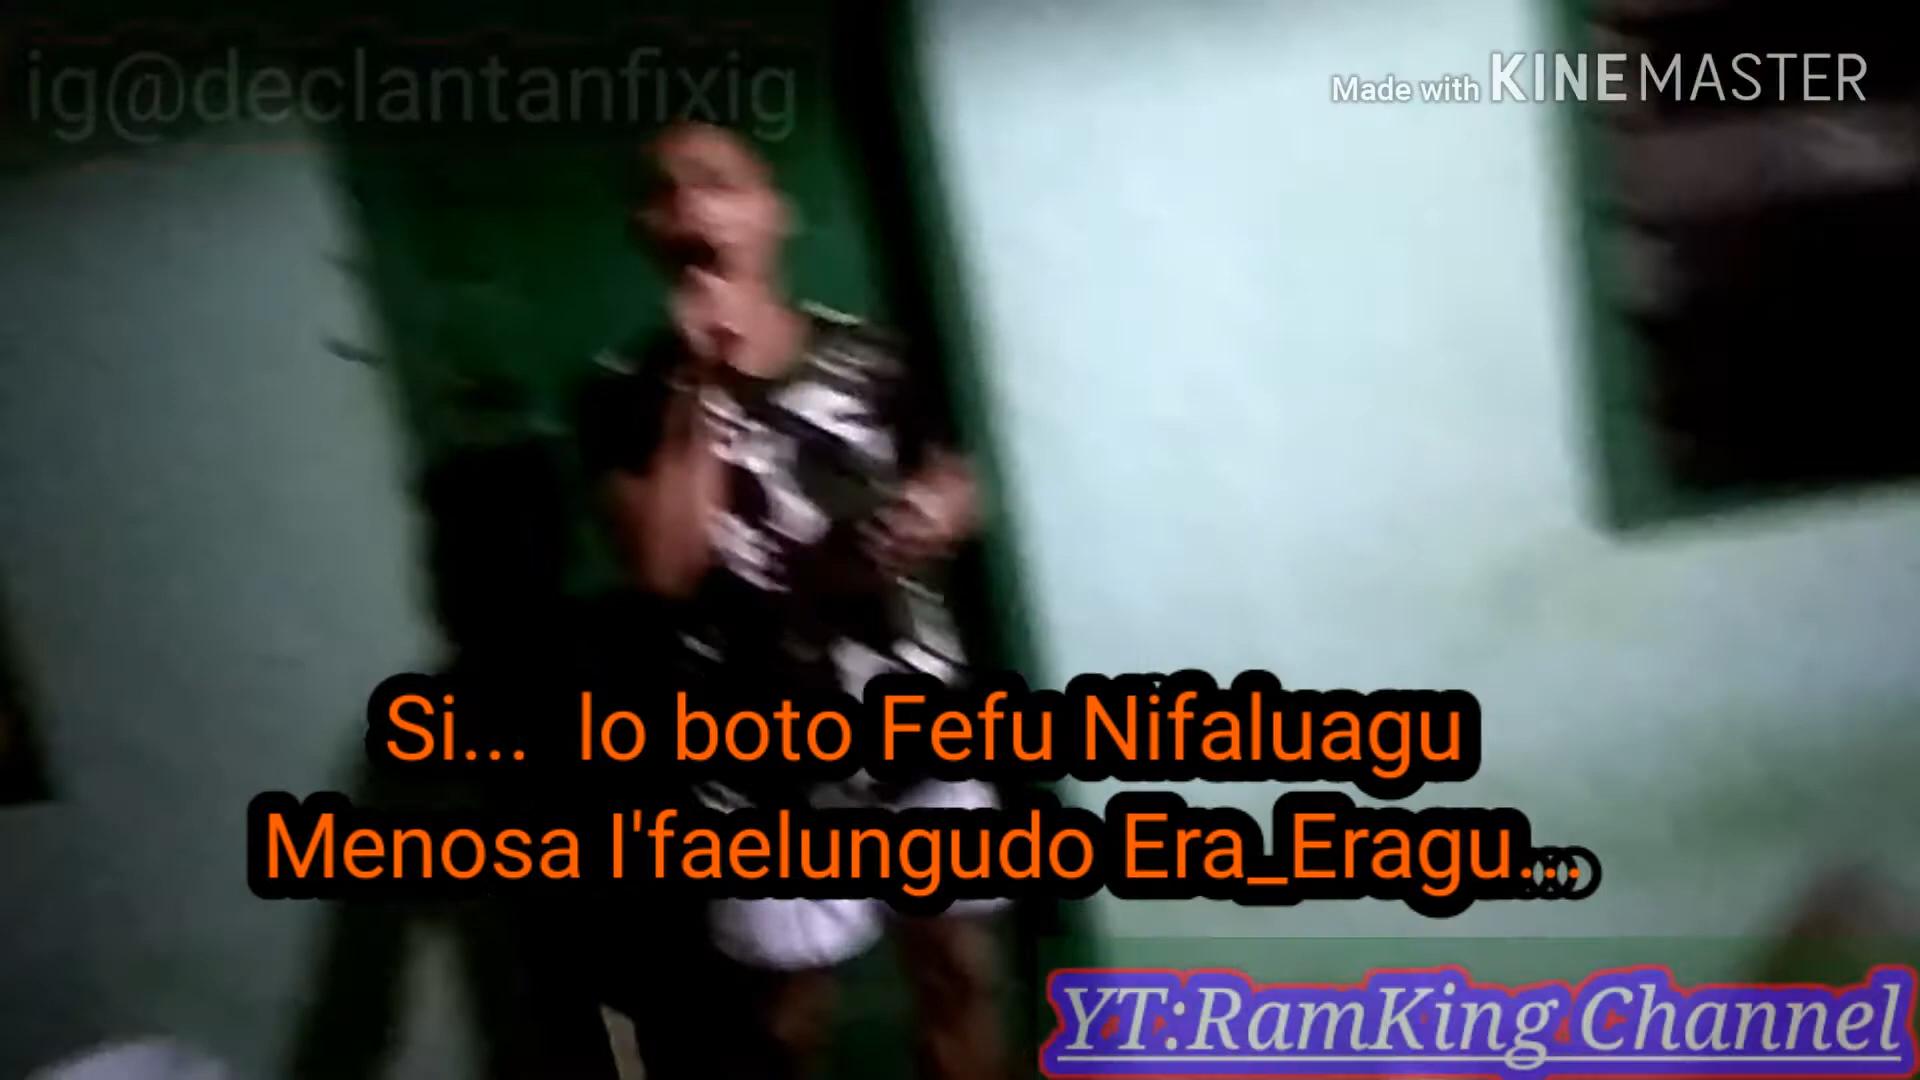 ig@declantanfixig
Made with KINEMASTER
Si... lo boto Fefu Nifaluagu
Menosa I'faelungudo Era_Eragu...
YT:RamKing Channel